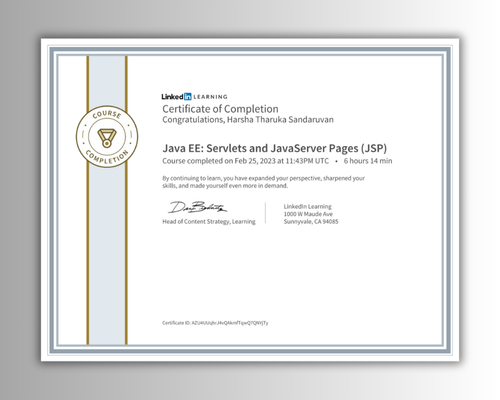 COURSE
COMPLETION
LinkedIn LEARNING
Certificate of Completion
Congratulations, Harsha Tharuka Sandaruvan
Java EE: Servlets and JavaServer Pages (JSP)
Course completed on Feb 25, 2023 at 11:43PM UTC • 6 hours 14 min
By continuing to learn, you have expanded your perspective, sharpened your
skills, and made yourself even more in demand.
Head of Content Strategy, Learning
LinkedIn Learning
1000 W Maude Ave
Sunnyvale, CA 94085
Certificate ID: